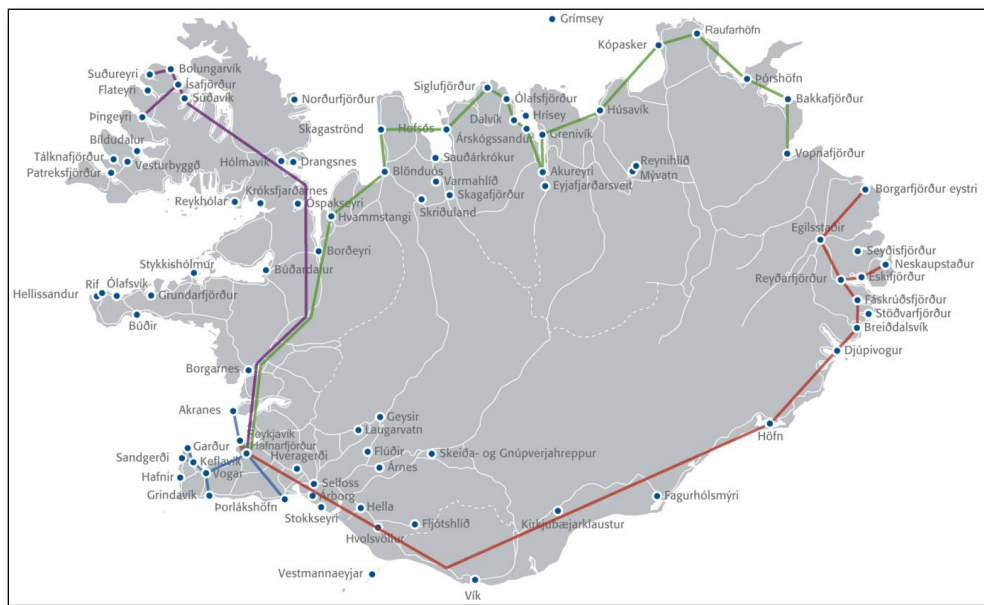 Grímsey
Raufarhöfn
Kópasker
Bolungarvík
Suðureyri
Ísafjörður
Flateyri
Súðavík
Siglufjörður
Þórshöfn
Norðurfjörður
Ólafsfjörður
Bakkafjörður
Þingeyri
Hrísey
Húsavík
Dalvík
Skagaströnd
Hofsós
Árskógssandur
Grenivík
Bíldudalur
Vopnafjörður
Tálknafjörður
Vesturbyggð
Hólmavík
Drangsnes
Sauðárkrókur
Reynihlíð
Patreksfjörður
Blönduós
Akureyri
Mývatn
Varmahlíð
Eyjafjarðarsveit
Króksfjarðarnes
Skagafjörður
Borgarfjörður eystri
Reykhólar
Óspakseyri
Skriðuland
Hvammstangi
Egilsstaðir
Stykkishólmur
Borðeyri
Seyðisfjörður
Búðardalur
Neskaupstaður
Rif
Ólafsvík
Reyðarfjörður
Eskifjörður
Hellissandur
Grundarfjörður
Fáskrúðsfjörður
Stöðvarfjörður
Búðir
Breiðdalsvík
Djúpivogur
Borgarnes
Akranes
Geysir
Laugarvatn
Höfn
Reykjavík
Garður
Hafnarfjörður
Flúðir
Skeiða- og Gnúpverjahreppur
Sandgerði
Keflavík
Hveragerði
Árnes
Hafnir
Vogar
Selfoss
Grindavík
Árborg
Fagurhólsmýri
Þorlákshöfn
Hella
Stokkseyri
Fljótshlíð
Kirkjubæjarklaustur
Hvolsvöllur
Vestmannaeyjar
Vík